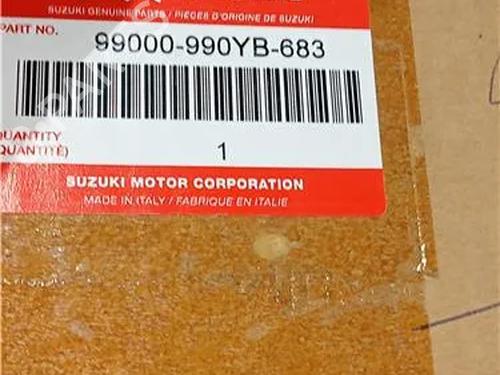 SUZUKI GENUINE PARTS / PIÈCES D'ORIGINE DE SUZUKI
PART NO.
99000-990YB-683
QUANTITY
(QUANTITÉ)
1
SUZUKI MOTOR CORPORATION
MADE IN ITALY / FABRIQUE EN ITALIE